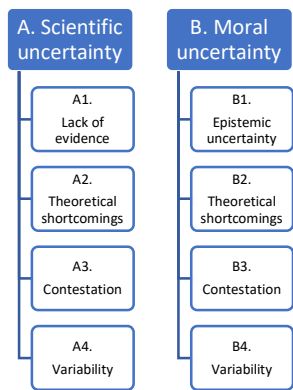 A. Scientific
uncertainty
A1.
Lack of
evidence
A2.
Theoretical
shortcomings
A3.
Contestation
A4.
Variability
B. Moral
uncertainty
B1.
Epistemic
uncertainty
B2.
Theoretical
shortcomings
B3.
Contestation
B4.
Variability